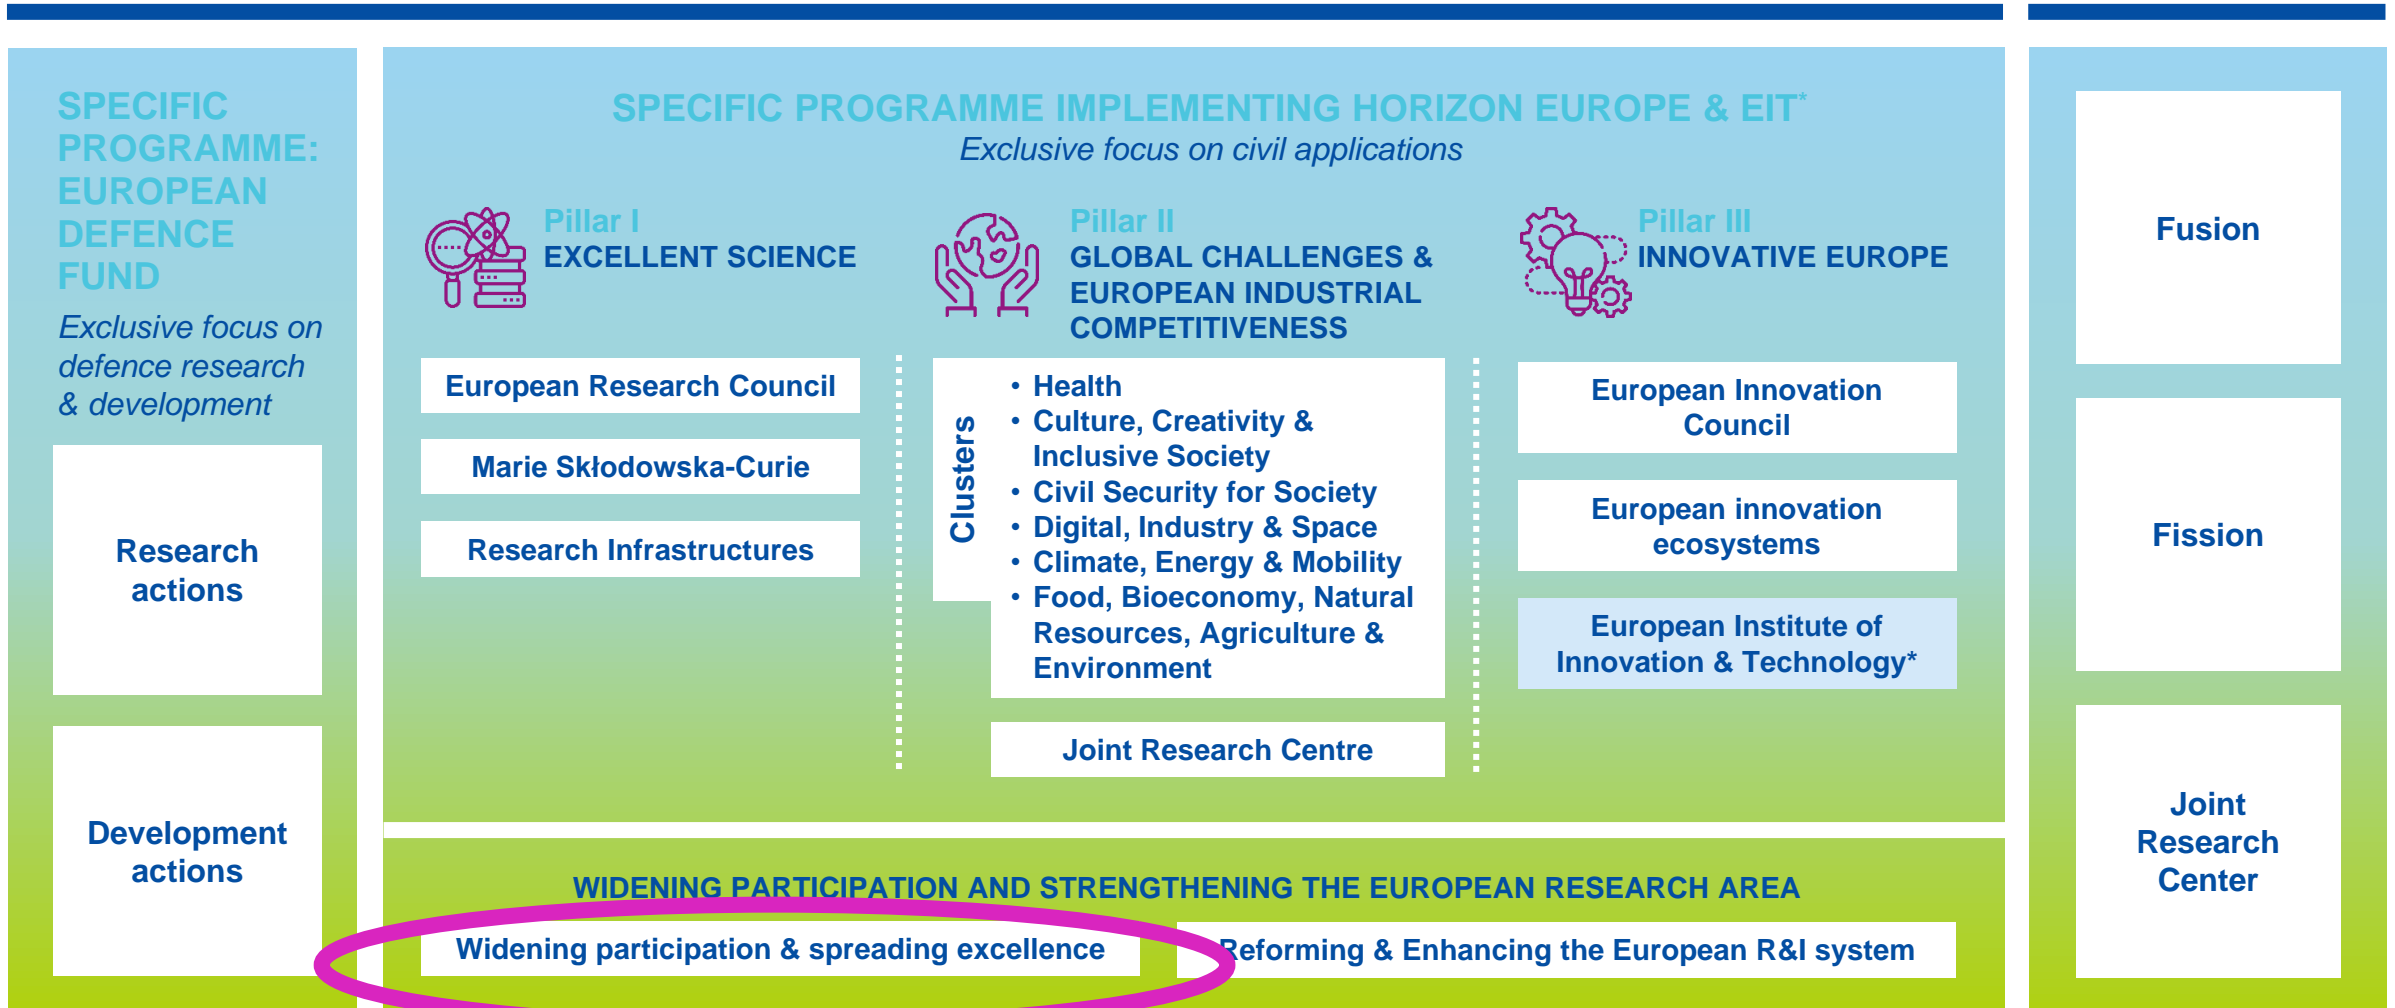 SPECIFIC
PROGRAMME:
EUROPEAN
DEFENCE
FUND
Exclusive focus on
defence research
& development
Research
actions
Development
actions
SPECIFIC PROGRAMME IMPLEMENTING HORIZON EUROPE & EIT*
Exclusive focus on civil applications
Pillar I
EXCELLENT SCIENCE
European Research Council
Marie Skłodowska-Curie
Research Infrastructures
Pillar II
GLOBAL CHALLENGES &
EUROPEAN INDUSTRIAL
COMPETITIVENESS
Clusters
• Health
• Culture, Creativity &
Inclusive Society
• Civil Security for Society
• Digital, Industry & Space
• Climate, Energy & Mobility
• Food, Bioeconomy, Natural
Resources, Agriculture &
Environment
Joint Research Centre
Pillar III
INNOVATIVE EUROPE
European Innovation
Council
European innovation
ecosystems
European Institute of
Innovation & Technology*
WIDENING PARTICIPATION AND STRENGTHENING THE EUROPEAN RESEARCH AREA
Widening participation & spreading excellence
Reforming & Enhancing the European R&I system
Fusion
Fission
Joint
Research
Center